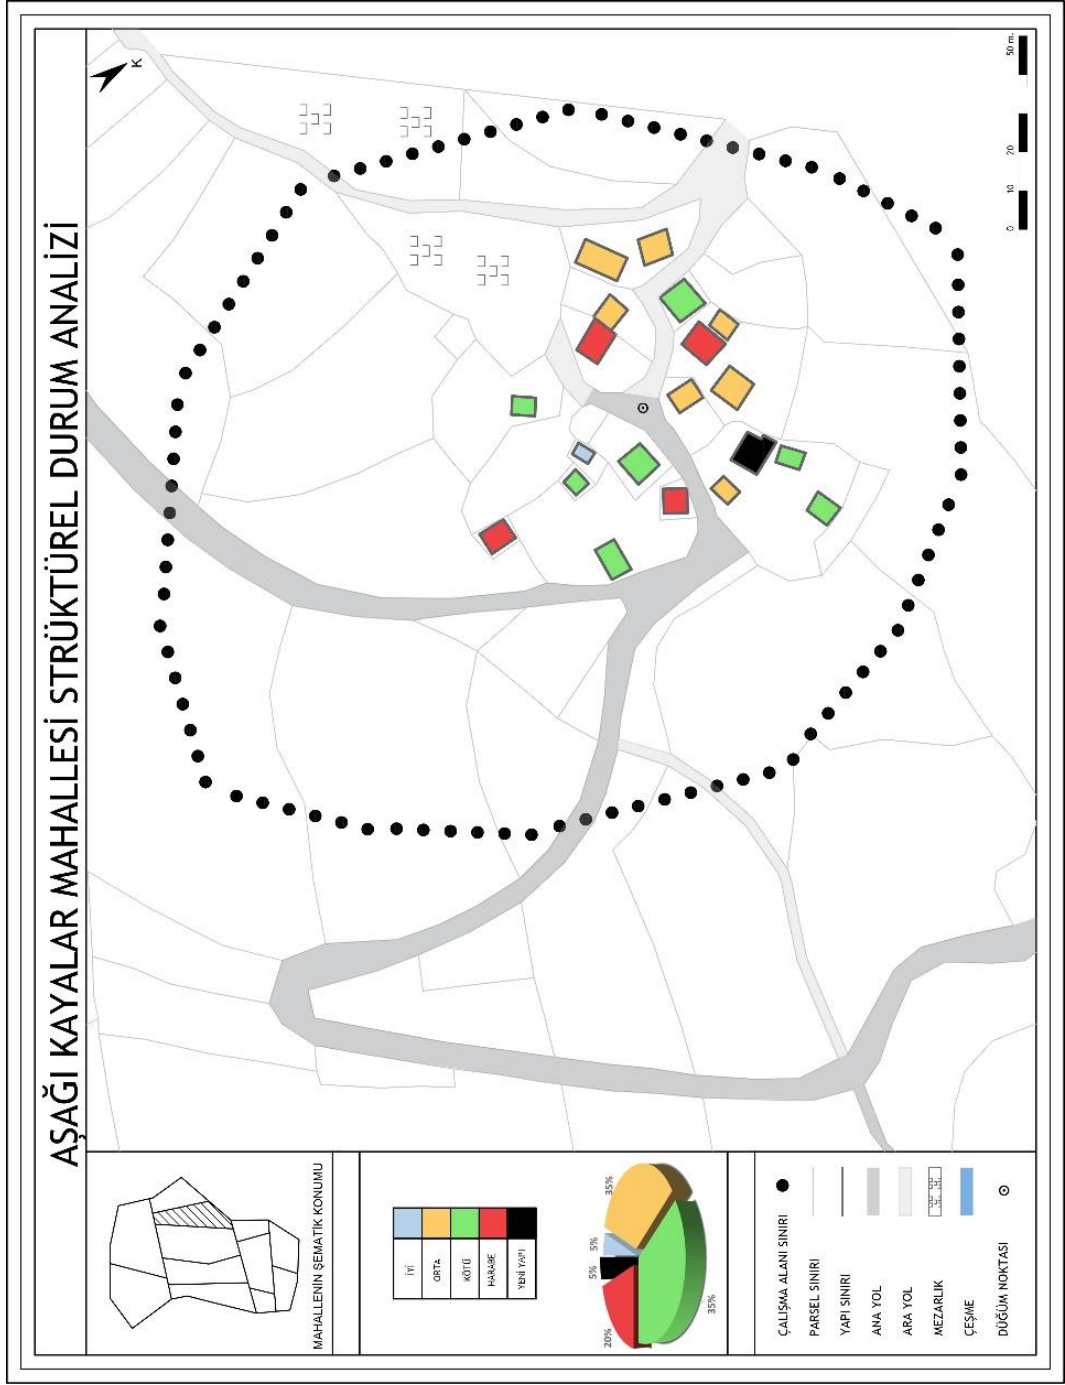 AŞAĞI KAYALAR MAHALLESİ STRÜKTÜREL DURUM ANALİZİ
K
0 10 20 50 m.
MAHALLENİN ŞEMATİK KONUMU
İYİ
ORTA
KÖTÜ
HARABE
YENİ YAPI
20%
5%
5%
35%
35%
ÇALIŞMA ALANI SINIRI
PARSEL SINIRI
YAPI SINIRI
ANA YOL
ARA YOL
MEZARLIK
ÇEŞME
DÜĞÜM NOKTASI